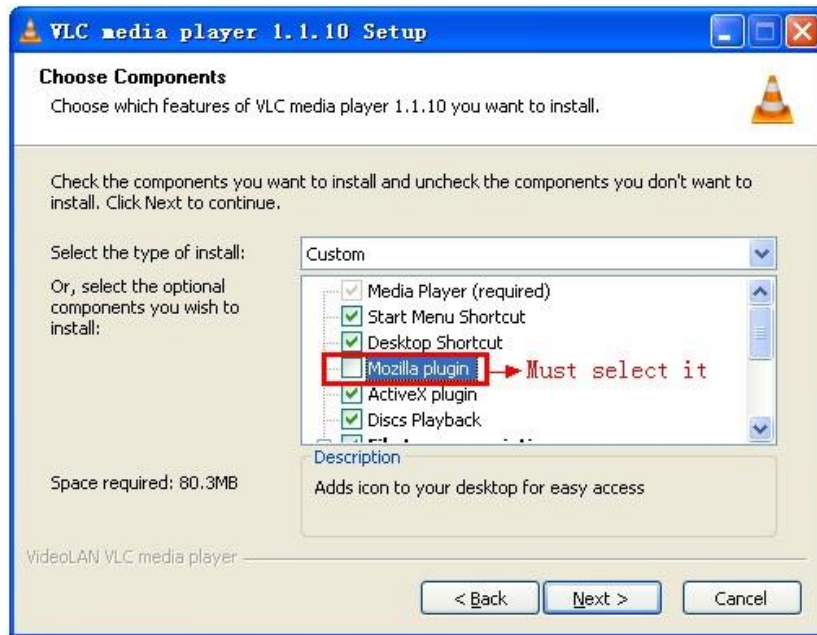 VLC media player 1.1.10 Setup
Choose Components
Choose which features of VLC media player 1.1.10 you want to install.
Check the components you want to install and uncheck the components you don't want to
install. Click Next to continue.
Select the type of install:
Custom
Or, select the optional
components you wish to
install:
Media Player (required)
Start Menu Shortcut
Desktop Shortcut
Mozilla plugin Must select it
ActiveX plugin
Discs Playback
Space required: 80.3MB
Description
Adds icon to your desktop for easy access
VideoLAN VLC media player
< Back Next > Cancel